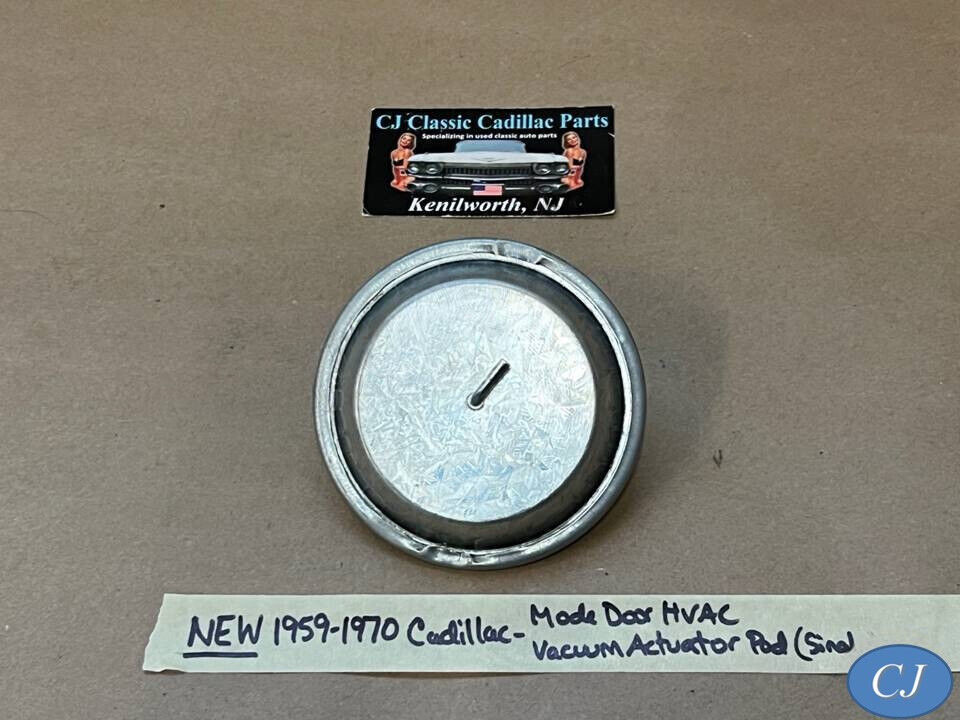 CJ Classic Cadillac Parts
Specializing in used classic auto parts
Kenilworth, NJ
NEW 1959-1970 Cadillac- Mode Door HVAC
Vacuum Actuator Pod
CJ